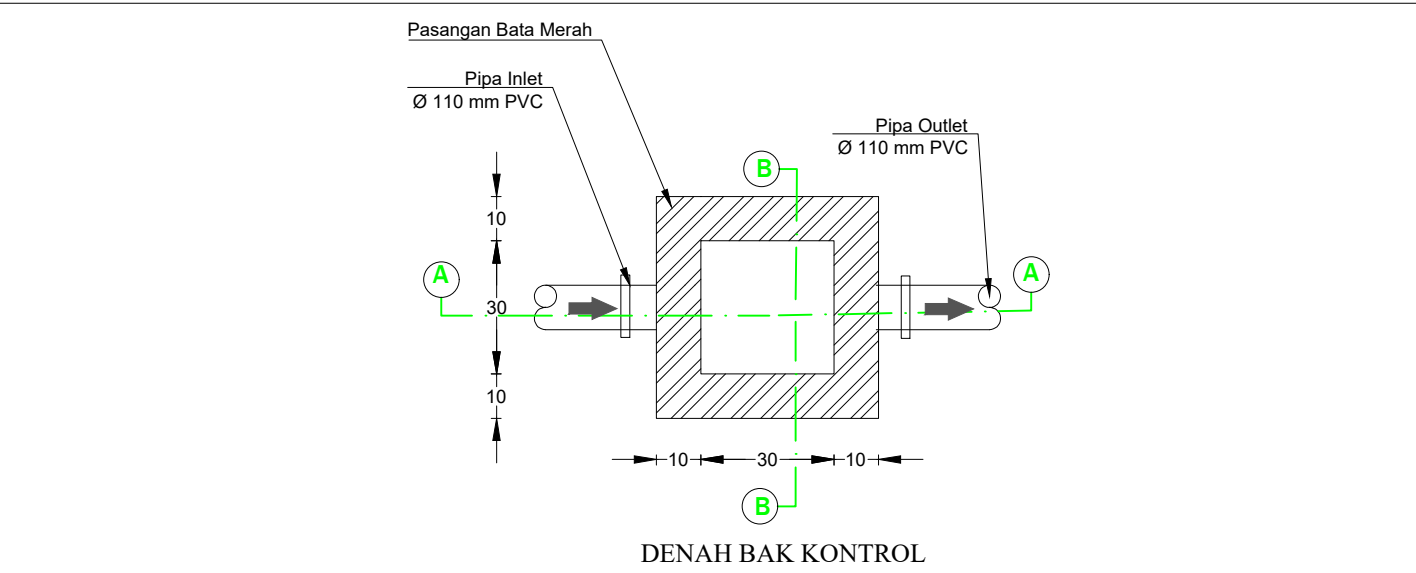 Pasangan Bata Merah
Pipa Inlet
Ø 110 mm PVC
Pipa Outlet
Ø 110 mm PVC
B
10
A
A
30
10
10 30 10
B
DENAH BAK KONTROL